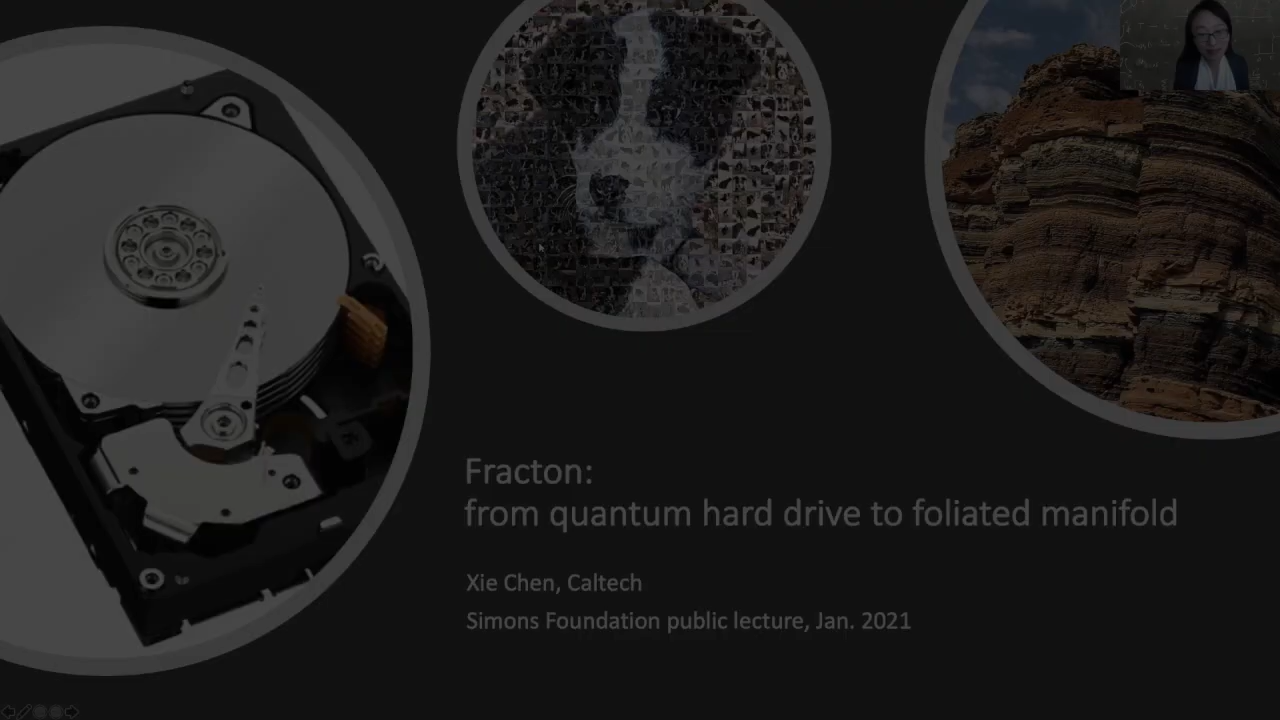 Fracton:
from quantum hard drive to foliated manifold
Xie Chen, Caltech
Simons Foundation public lecture, Jan. 2021